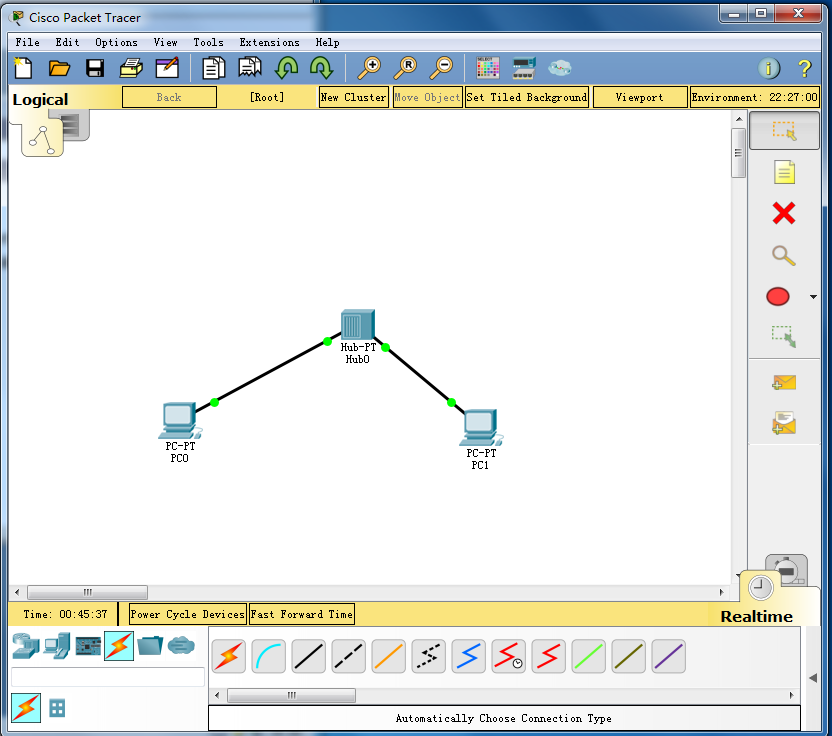 Cisco Packet Tracer
File Edit Options View Tools Extensions Help
Logical Back [Root] New Cluster Move Object Set Tiled Background Viewport Environment: 22:27:00
Hub-PT
Hub0
PC-PT
PC0
PC-PT
PC1
Time: 00:45:37 Power Cycle Devices Fast Forward Time Realtime
Automatically Choose Connection Type